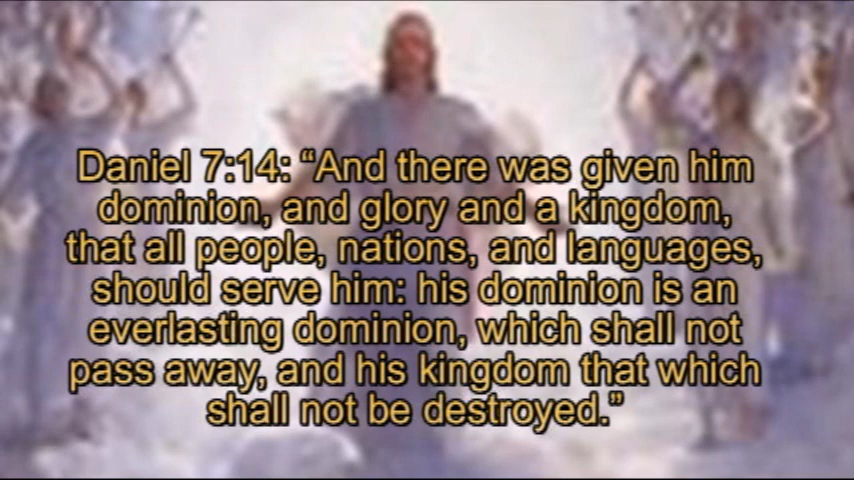 Daniel 7:14: “And there was given him
dominion, and glory and a kingdom,
that all people, nations, and languages,
should serve him: his dominion is an
everlasting dominion, which shall not
pass away, and his kingdom that which
shall not be destroyed.”